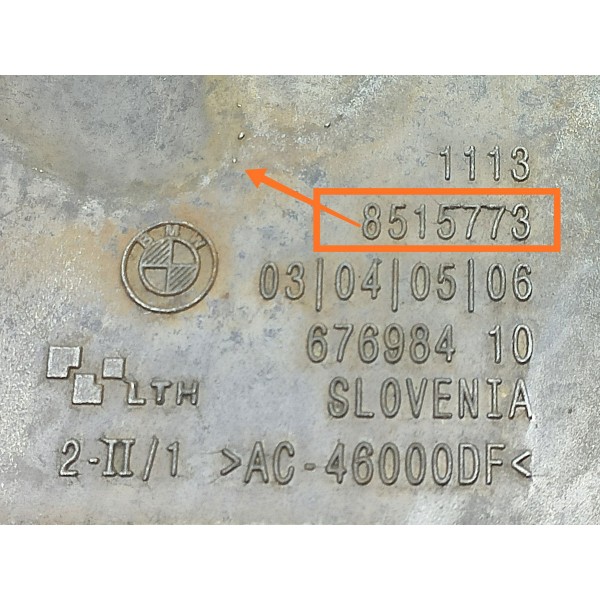 1113
8515773
BMW
03|04|05|06
676984 10
LTH
SLOVENIA
2-II/1 >AC-46000DF<